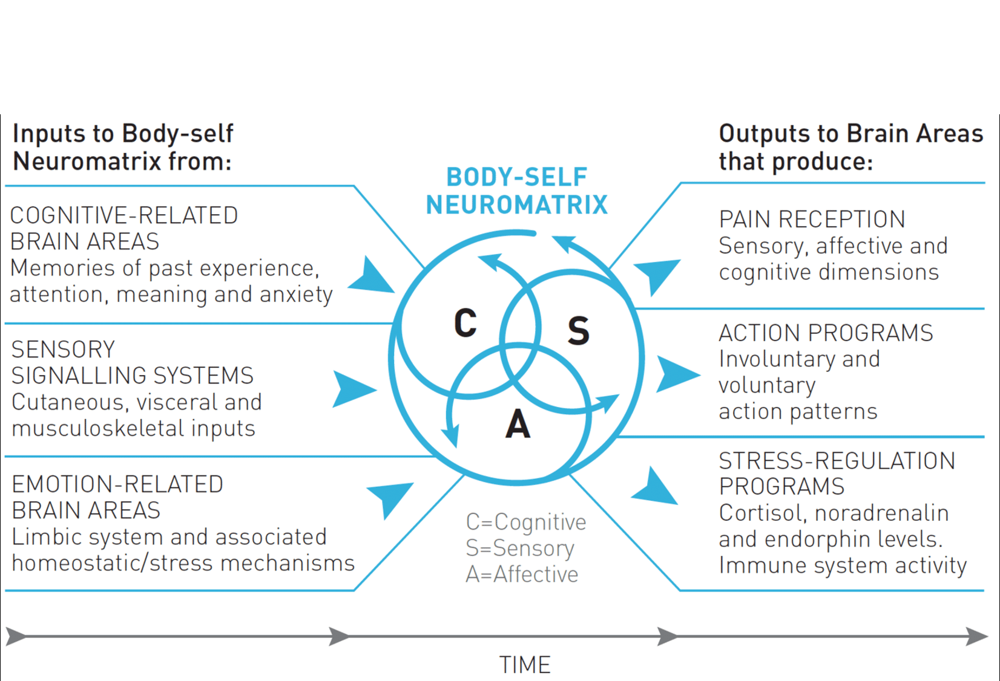 Inputs to Body-self
Neuromatrix from:
COGNITIVE-RELATED
BRAIN AREAS
Memories of past experience,
attention, meaning and anxiety
SENSORY
SIGNALLING SYSTEMS
Cutaneous, visceral and
musculoskeletal inputs
EMOTION-RELATED
BRAIN AREAS
Limbic system and associated
homeostatic/stress mechanisms
BODY-SELF
NEUROMATRIX
C
S
A
C=Cognitive
S=Sensory
A=Affective
Outputs to Brain Areas
that produce:
PAIN RECEPTION
Sensory, affective and
cognitive dimensions
ACTION PROGRAMS
Involuntary and
voluntary
action patterns
STRESS-REGULATION
PROGRAMS
Cortisol, noradrenalin
and endorphin levels.
Immune system activity
TIME